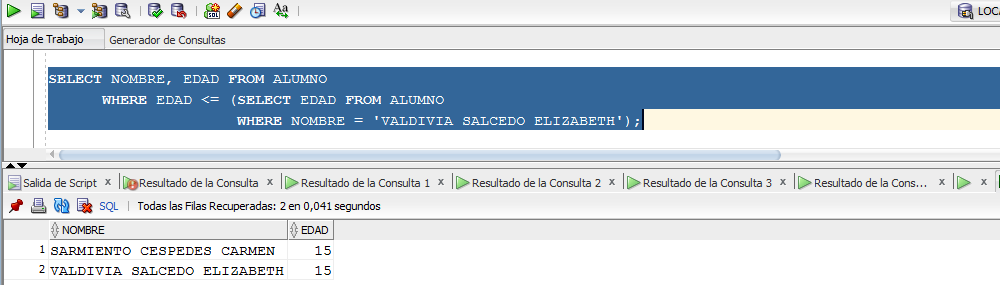 SQL
Aa
LOCA
Hoja de Trabajo Generador de Consultas
SELECT NOMBRE, EDAD FROM ALUMNO
WHERE EDAD <= (SELECT EDAD FROM ALUMNO
WHERE NOMBRE = 'VALDIVIA SALCEDO ELIZABETH');
Salida de Script x Resultado de la Consulta x Resultado de la Consulta 1 x Resultado de la Consulta 2 x Resultado de la Consulta 3 x Resultado de la Cons... x x
SQL | Todas las Filas Recuperadas: 2 en 0,041 segundos
NOMBRE EDAD
1 SARMIENTO CESPEDES CARMEN 15
2 VALDIVIA SALCEDO ELIZABETH 15